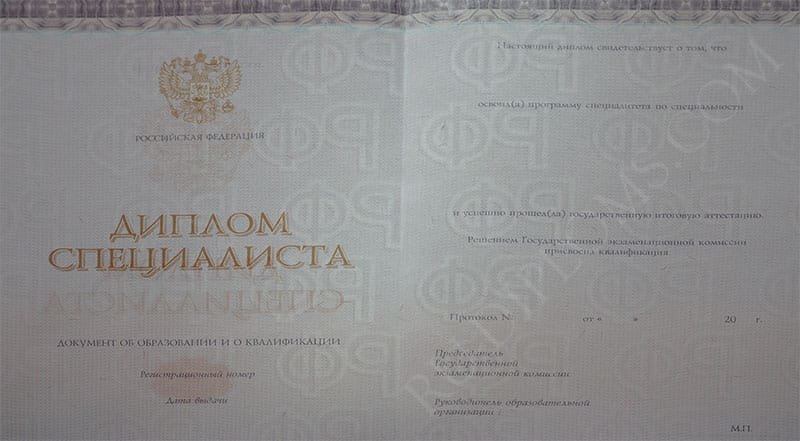 РОССИЙСКАЯ ФЕДЕРАЦИЯ
ДИПЛОМ
СПЕЦИАЛИСТА
ДОКУМЕНТ ОБ ОБРАЗОВАНИИ И О КВАЛИФИКАЦИИ
Регистрационный номер
Дата выдачи
Настоящий диплом свидетельствует о том, что
освоил(а) программу специалитета по специальности
и успешно прошел(ла) государственную итоговую аттестацию.
Решением Государственной экзаменационной комиссии
присвоена квалификация
Протокол N. от « » 20 г.
Председатель
Государственной
экзаменационной комиссии
Руководитель образовательной
организации :
М.П.